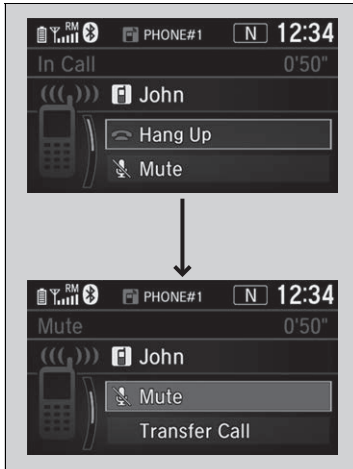 RM PHONE#1 N 12:34
In Call 0'50"
John
Hang Up
Mute
RM PHONE#1 N 12:34
Mute 0'50"
John
Mute
Transfer Call